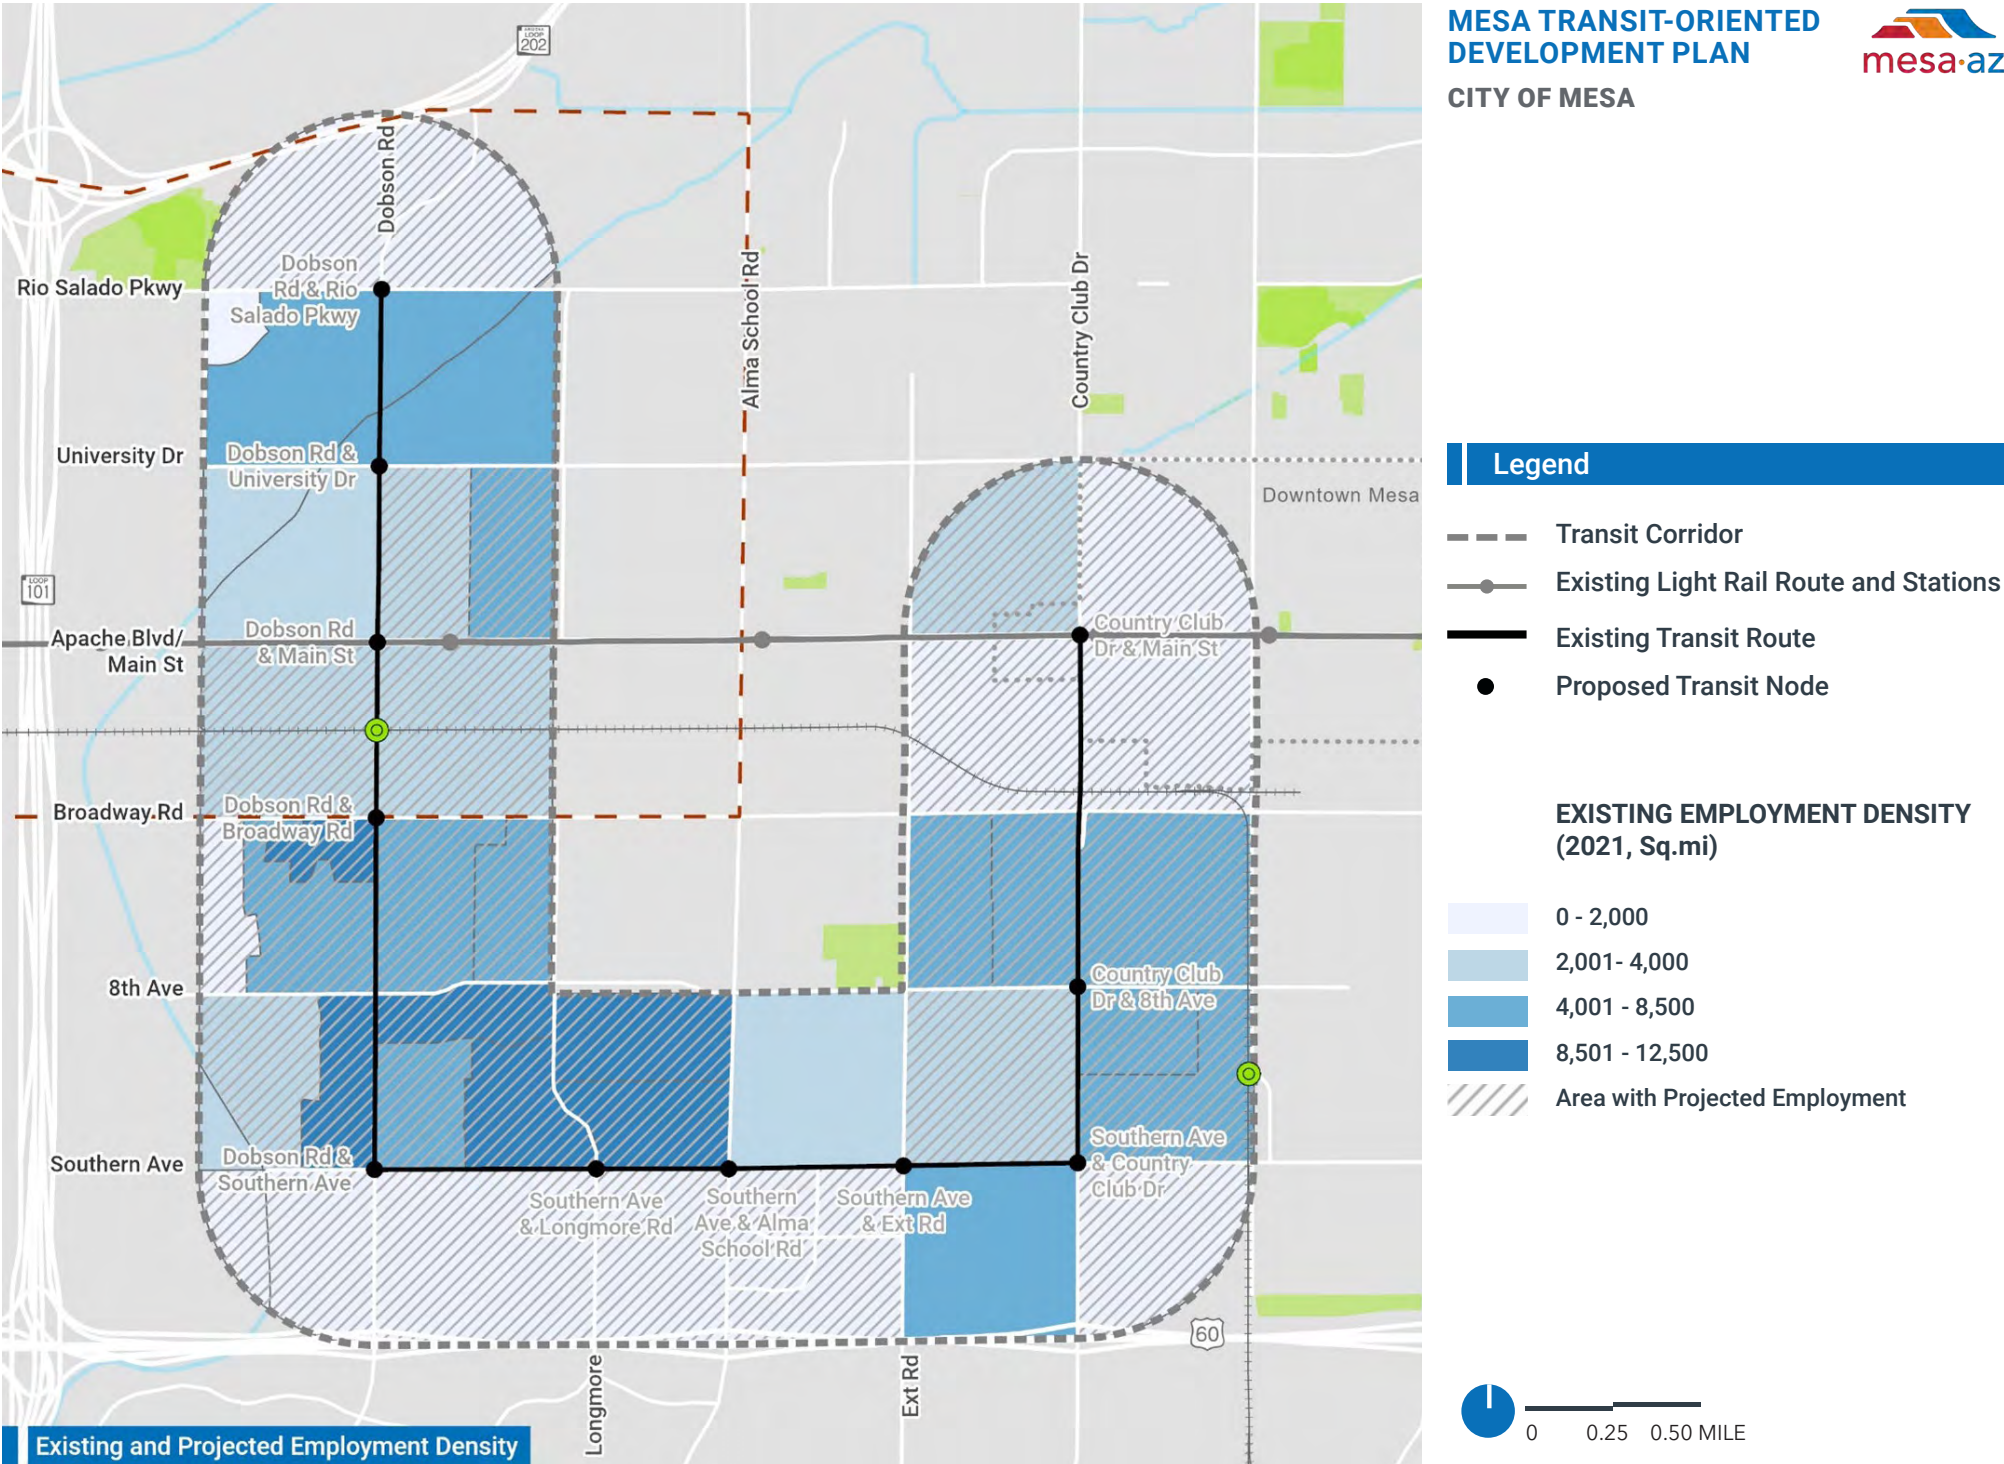 MESA TRANSIT-ORIENTED
DEVELOPMENT PLAN
CITY OF MESA
mesa·az
ARIZONA
LOOP
202
Dobson Rd
Rio Salado Pkwy
Dobson
Rd & Rio
Salado Pkwy
Alma School Rd
Country Club Dr
University Dr
Dobson Rd &
University Dr
Downtown Mesa
LOOP
101
Apache Blvd/
Main St
Dobson Rd
& Main St
Country Club
Dr & Main St
Broadway Rd
Dobson Rd &
Broadway Rd
8th Ave
Country Club
Dr & 8th Ave
Southern Ave
Dobson Rd &
Southern Ave
Southern Ave
& Longmore Rd
Southern
Ave & Alma
School Rd
Southern Ave
& Ext Rd
Southern Ave
& Country
Club Dr
60
Longmore
Ext Rd
Existing and Projected Employment Density
Legend
Transit Corridor
Existing Light Rail Route and Stations
Existing Transit Route
Proposed Transit Node
EXISTING EMPLOYMENT DENSITY
(2021, Sq.mi)
0 - 2,000
2,001- 4,000
4,001 - 8,500
8,501 - 12,500
Area with Projected Employment
0 0.25 0.50 MILE